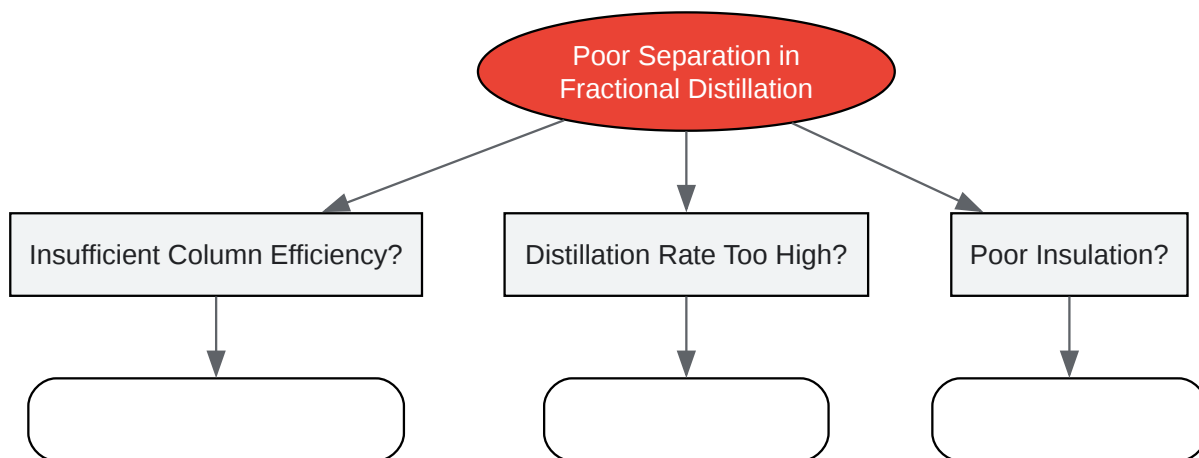 Poor Separation in
Fractional Distillation
Insufficient Column Efficiency?
Distillation Rate Too High?
Poor Insulation?